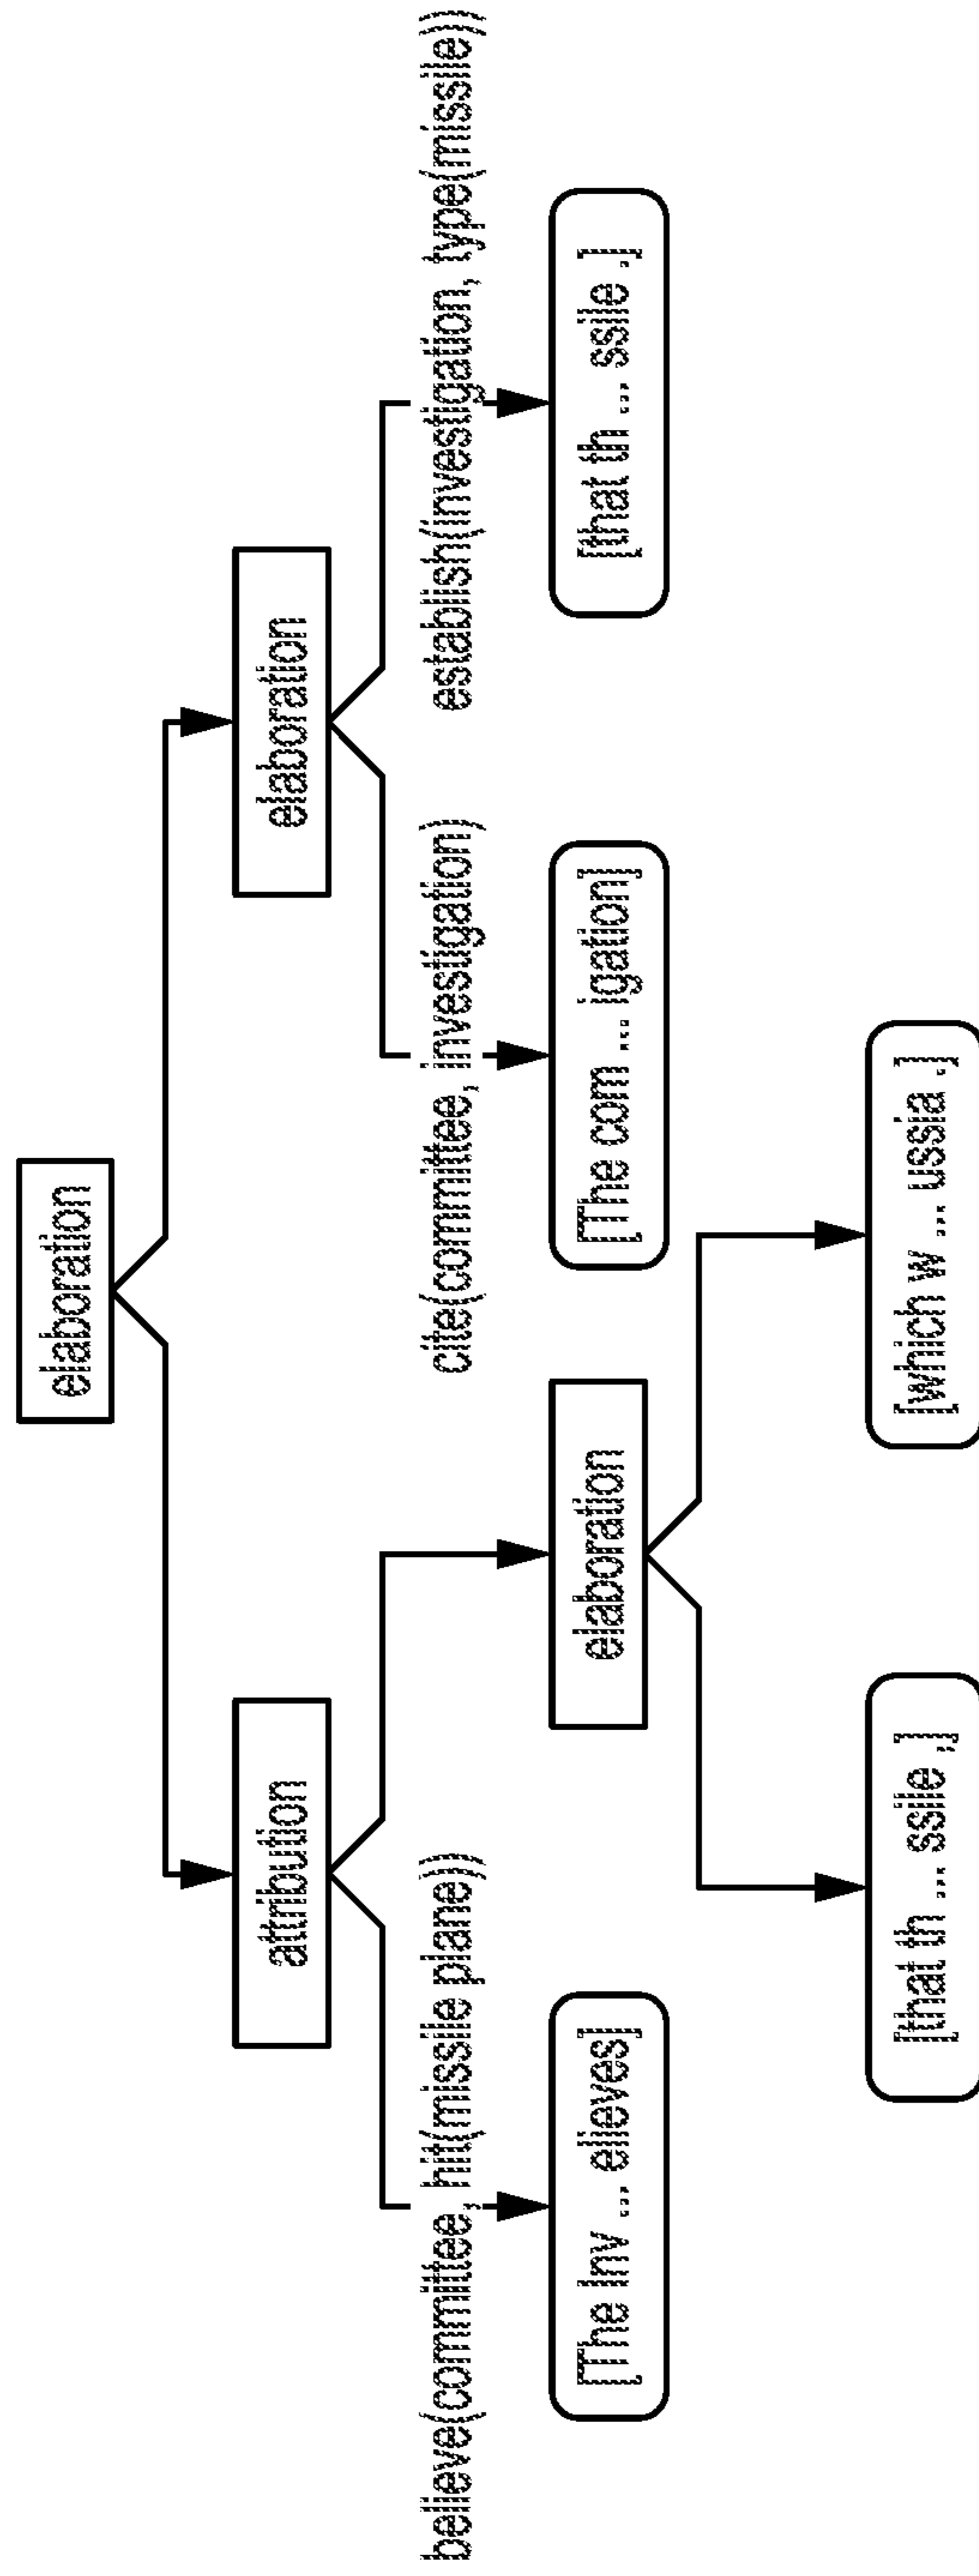 elaboration
attribution
elaboration
believe(committee, hit(missile plane))
cite(committee, investigation)
establish(investigation, type(missile))
[The Inv ... elieves]
elaboration
[The com ... igation]
[that th ... ssile ,]
[that th ... ssile ,]
[which w ... ussia .]